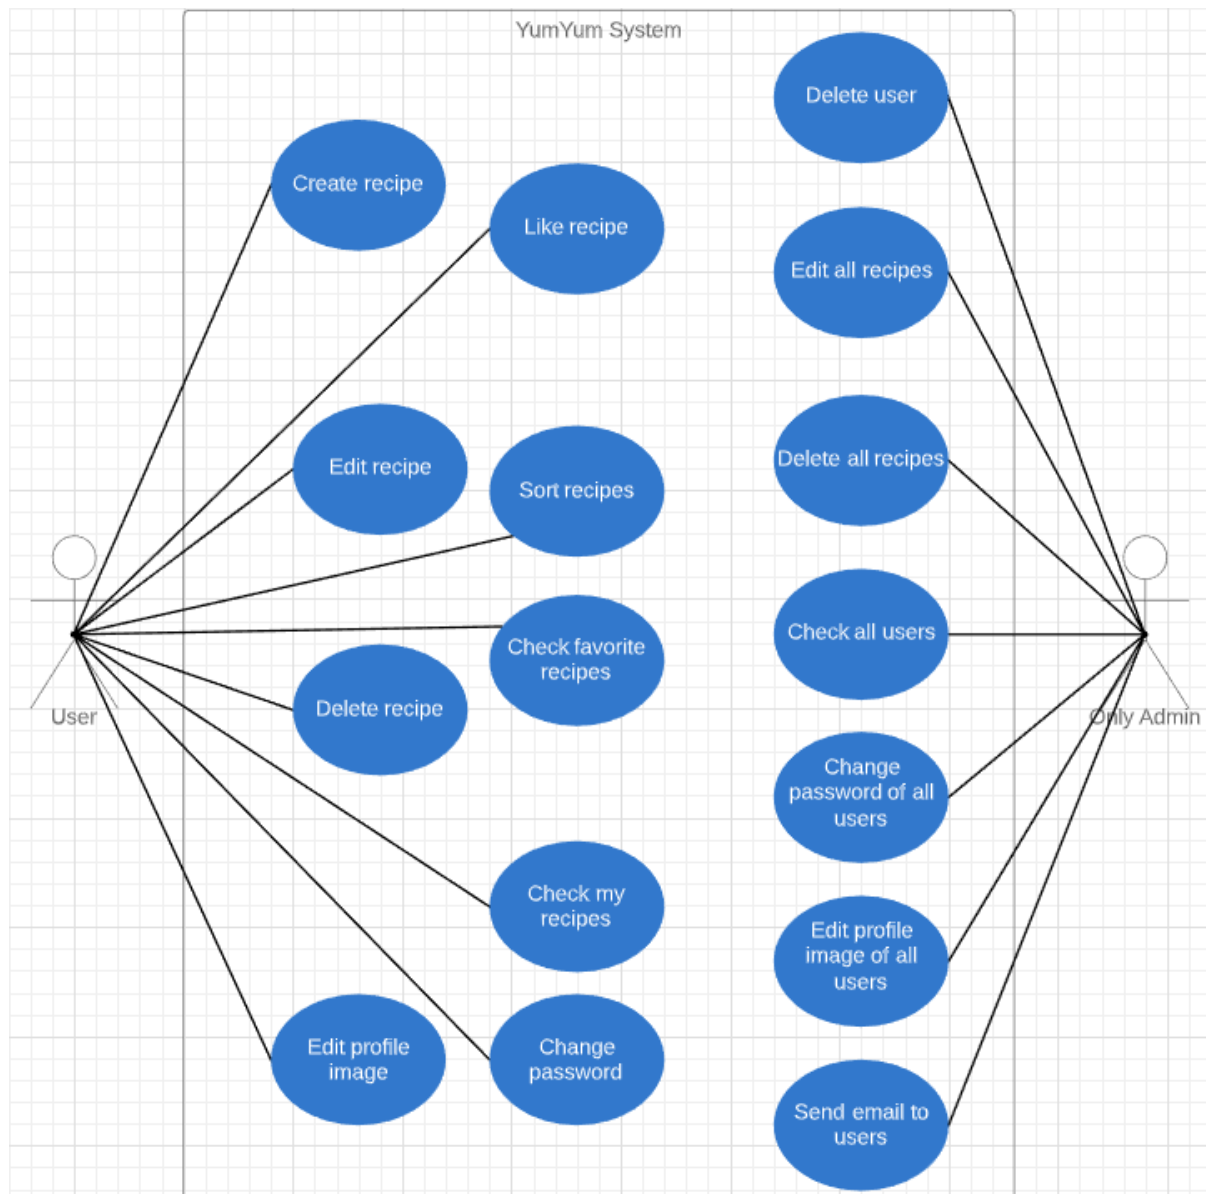 YumYum System
Delete user
Create recipe
Like recipe
Edit all recipes
Edit recipe
Sort recipes
Delete all recipes
Check favorite
recipes
Check all users
Delete recipe
User
Only Admin
Change
password of all
users
Check my
recipes
Edit profile
image of all
users
Edit profile
image
Change
password
Send email to
users